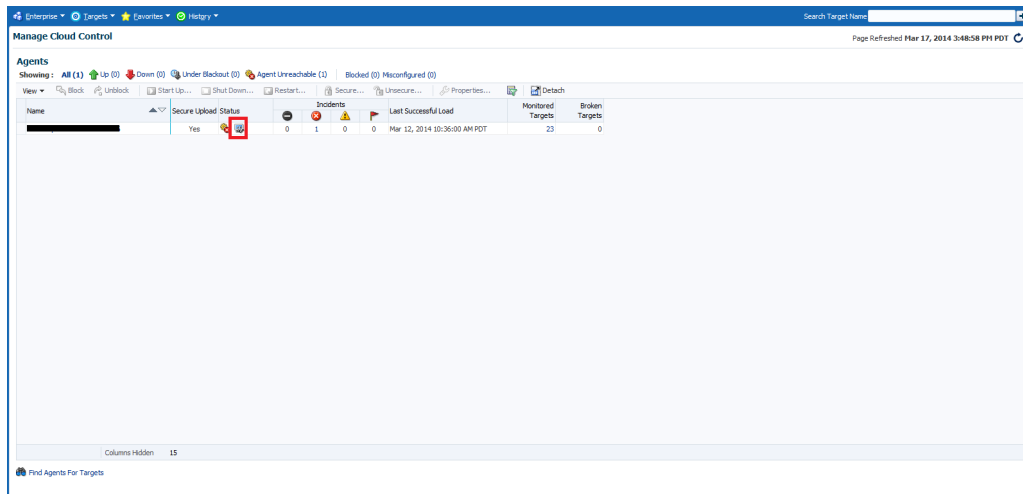 Enterprise Targets Favorites History Search Target Name
Manage Cloud Control Page Refreshed Mar 17, 2014 3:48:58 PM PDT
Agents
Showing : All (1) Up (0) Down (0) Under Blackout (0) Agent Unreachable (1) Blocked (0) Misconfigured (0)
View Block Unblock Start Up... Shut Down... Restart... Secure... Unsecure... Properties... Detach
Name Secure Upload Status Incidents Last Successful Load Monitored Targets Broken Targets
Yes 0 1 0 0 Mar 12, 2014 10:36:00 AM PDT 23 0
Columns Hidden 15
Find Agents For Targets